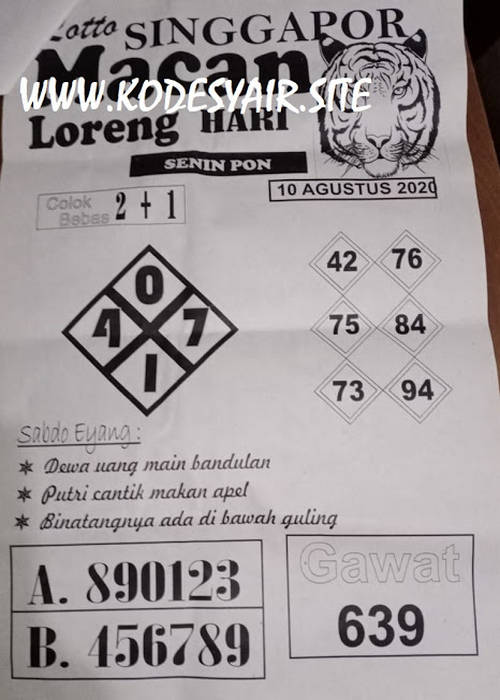 Lotto SINGGAPOR
Macan
WWW.KODESYAIR.SITE
Loreng HARI
SENIN PON
10 AGUSTUS 2020
Colok Bebas 2 + 1
0
4 7
1
42 76
75 84
73 94
Sabdo Eyang :
Dewa uang main bandulan
Putri cantik makan apel
Binatangnya ada di bawah guling
A. 890123
B. 456789
Gawat
639